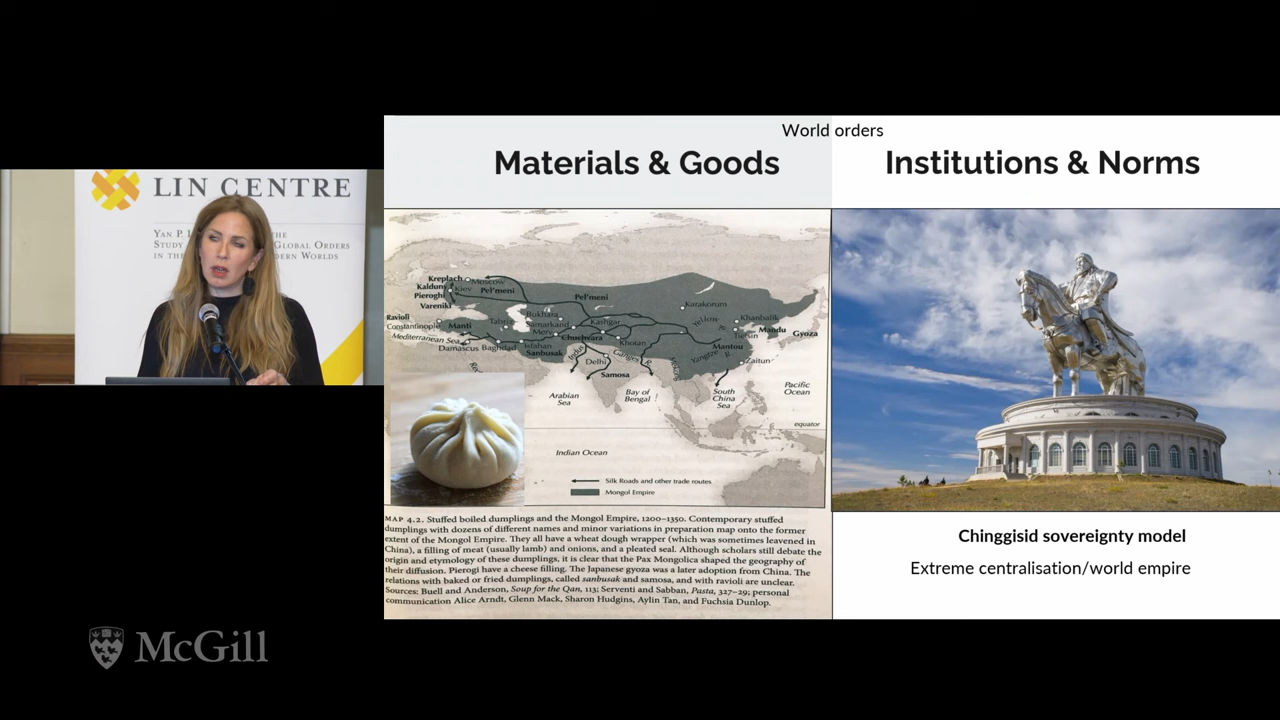 LIN CENTRE
YAN P. L THE
STUDY GLOBAL ORDERS
IN THE DERN WORLDS
World orders
Materials & Goods
Institutions & Norms
Kreplach
Moscow
Kalduny
Kiev
Pel'meni
Pieroghi
Pel'meni
Vareniki
Karakorum
Ravioli
Bukhara
Constantinople
Manti
Tabriz
Samarkand
Kashgar
Yellow
Khanbalik
Merv
Tientsin
Mandu
Gyoza
Mediterranean Sea
Chuchvara
Damascus
Baghdad
Isfahan
Khotan
Mantou
Sanbusak
Indus
Delhi
Ganges R.
Yangtze R.
Zaitun
Samosa
Arabian
Sea
Bay of
Bengal
South
China
Sea
Pacific
Ocean
equator
Indian Ocean
Silk Roads and other trade routes
Mongol Empire
MAP 4.2. Stuffed boiled dumplings and the Mongol Empire, 1200–1350. Contemporary stuffed
dumplings with dozens of different names and minor variations in preparation map onto the former
extent of the Mongol Empire. They all have a wheat dough wrapper (which was sometimes leavened in
China), a filling of meat (usually lamb) and onions, and a pleated seal. Although scholars still debate the
origin and etymology of these dumplings, it is clear that the Pax Mongolica shaped the geography of
their diffusion. Pierogi have a cheese filling. The Japanese gyoza was a later adoption from China. The
relations with baked or fried dumplings, called sanbusak and samosa, and with ravioli are unclear.
Sources: Buell and Anderson, Soup for the Qan, 113; Serventi and Sabban, Pasta, 327–29; personal
communication Alice Arndt, Glenn Mack, Sharon Hudgins, Aylin Tan, and Fuchsia Dunlop.
Chinggisid sovereignty model
Extreme centralisation/world empire
McGill